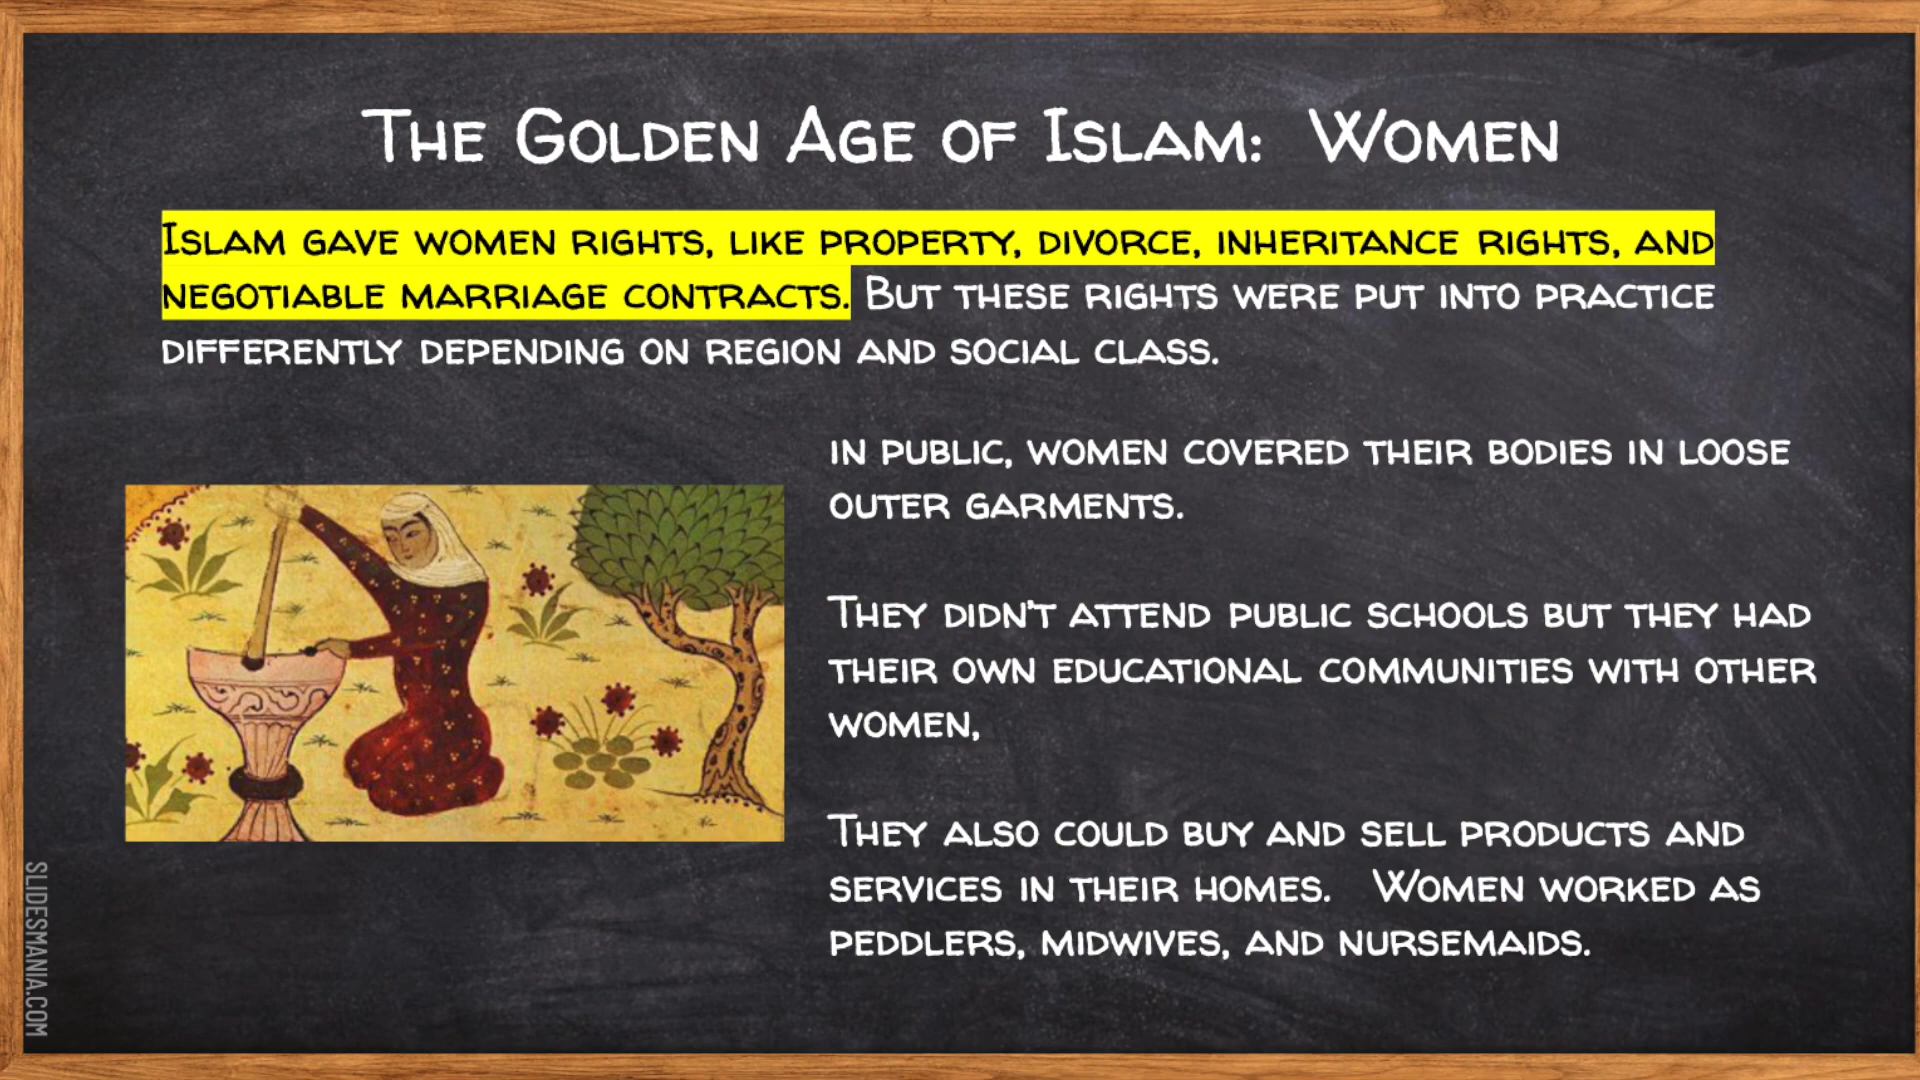 The Golden Age of Islam: Women
Islam gave women rights, like property, divorce, inheritance rights, and
negotiable marriage contracts. But these rights were put into practice
differently depending on region and social class.
in public, women covered their bodies in loose
outer garments.
They didn't attend public schools but they had
their own educational communities with other
women,
They also could buy and sell products and
services in their homes. Women worked as
peddlers, midwives, and nursemaids.
SLIDESMANIA.COM